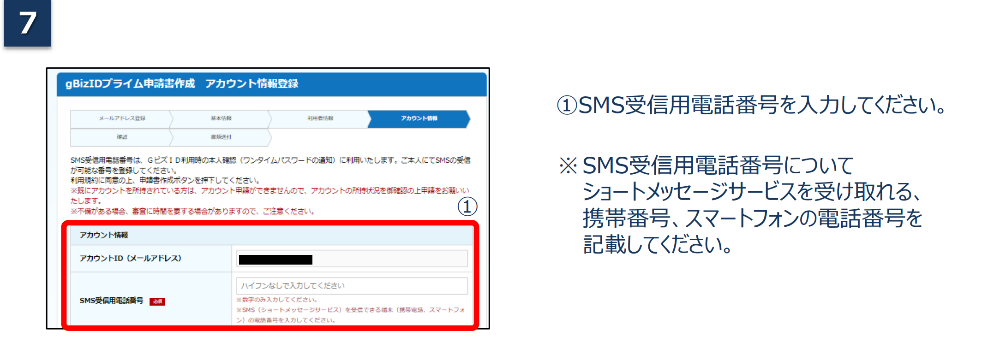 7
gBizIDプライム申請書作成 アカウント情報登録
メールアドレス登録
基本情報
利用者情報
アカウント情報
確認
書類送付
SMS受信用電話番号は、GビズID利用時の本人確認(ワンタイムパスワードの通知)に利用いたします。ご本人にてSMSの受信
が可能な番号を登録してください。
利用規約に同意の上、申請書作成ボタンを押下してください。
※既にアカウントを所持されている方は、アカウント申請ができませんので、アカウントの所持状況を御確認の上申請をお願いい
たします。
※不備がある場合、審査に時間を要する場合がありますので、ご注意ください。
①
アカウント情報
アカウントID(メールアドレス)
SMS受信用電話番号 必須
ハイフンなしで入力してください
※数字のみ入力してください。
※SMS(ショートメッセージサービス)を受信できる端末(携帯電話、スマートフォ
ン)の電話番号を入力してください。
①SMS受信用電話番号を入力してください。
※ SMS受信用電話番号について
ショートメッセージサービスを受け取れる、
携帯番号、スマートフォンの電話番号を
記載してください。